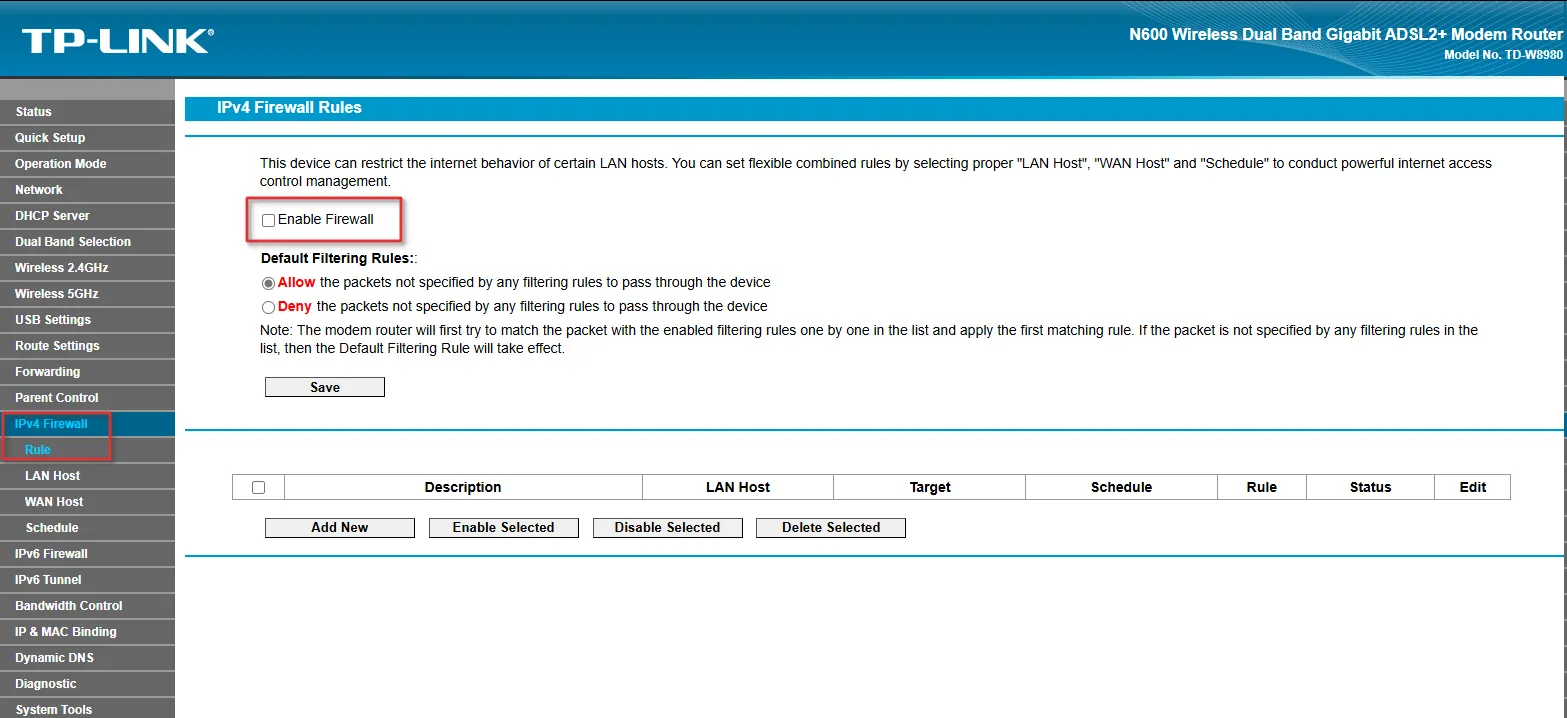 TP-LINK®
N600 Wireless Dual Band Gigabit ADSL2+ Modem Router
Model No. TD-W8980
Status
Quick Setup
Operation Mode
Network
DHCP Server
Dual Band Selection
Wireless 2.4GHz
Wireless 5GHz
USB Settings
Route Settings
Forwarding
Parent Control
IPv4 Firewall
Rule
LAN Host
WAN Host
Schedule
IPv6 Firewall
IPv6 Tunnel
Bandwidth Control
IP & MAC Binding
Dynamic DNS
Diagnostic
System Tools
IPv4 Firewall Rules
This device can restrict the internet behavior of certain LAN hosts. You can set flexible combined rules by selecting proper "LAN Host", "WAN Host" and "Schedule" to conduct powerful internet access
control management.
Enable Firewall
Default Filtering Rules::
Allow the packets not specified by any filtering rules to pass through the device
Deny the packets not specified by any filtering rules to pass through the device
Note: The modem router will first try to match the packet with the enabled filtering rules one by one in the list and apply the first matching rule. If the packet is not specified by any filtering rules in the
list, then the Default Filtering Rule will take effect.
Save
Description LAN Host Target Schedule Rule Status Edit
Add New Enable Selected Disable Selected Delete Selected